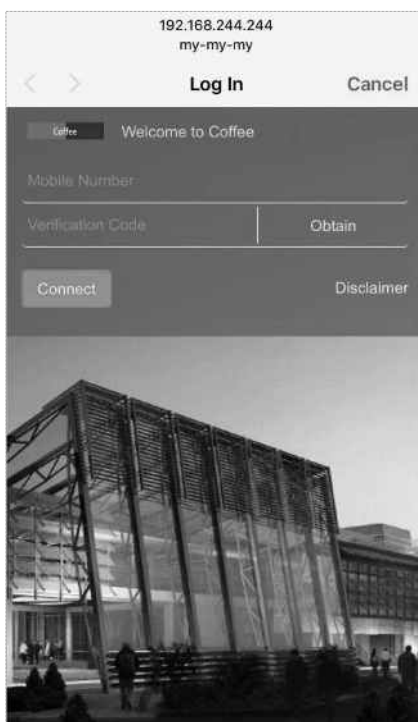 192.168.244.244
my-my-my
Log In Cancel
Coffee Welcome to Coffee
Mobile Number
Verification Code Obtain
Connect Disclaimer